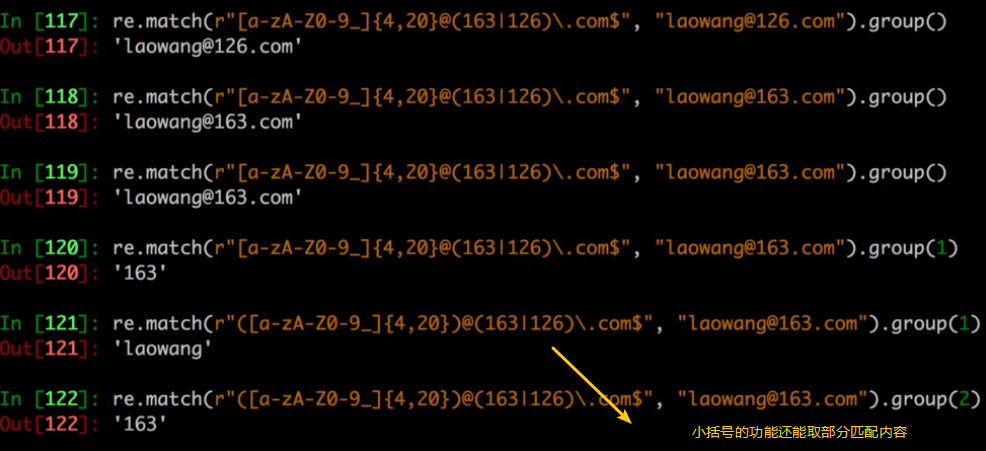 In [117]: re.match(r"[a-zA-Z0-9_]{4,20}@(163|126)\.com$", "laowang@126.com").group()
Out[117]: 'laowang@126.com'
In [118]: re.match(r"[a-zA-Z0-9_]{4,20}@(163|126)\.com$", "laowang@163.com").group()
Out[118]: 'laowang@163.com'
In [119]: re.match(r"[a-zA-Z0-9_]{4,20}@(163|126)\.com$", "laowang@163.com").group()
Out[119]: 'laowang@163.com'
In [120]: re.match(r"[a-zA-Z0-9_]{4,20}@(163|126)\.com$", "laowang@163.com").group(1)
Out[120]: '163'
In [121]: re.match(r"([a-zA-Z0-9_]{4,20})@(163|126)\.com$", "laowang@163.com").group(1)
Out[121]: 'laowang'
In [122]: re.match(r"([a-zA-Z0-9_]{4,20})@(163|126)\.com$", "laowang@163.com").group(2)
Out[122]: '163'
小括号的功能还能取部分匹配内容